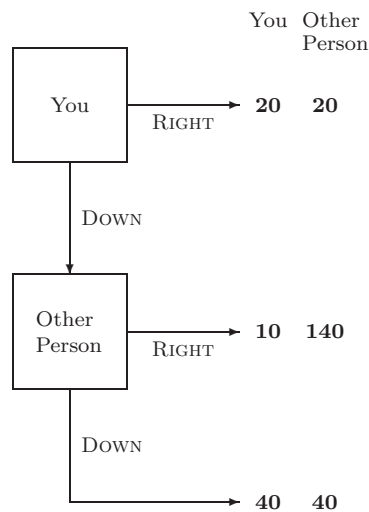 You Other
Person
You
RIGHT
20 20
DOWN
Other
Person
RIGHT
10 140
DOWN
40 40